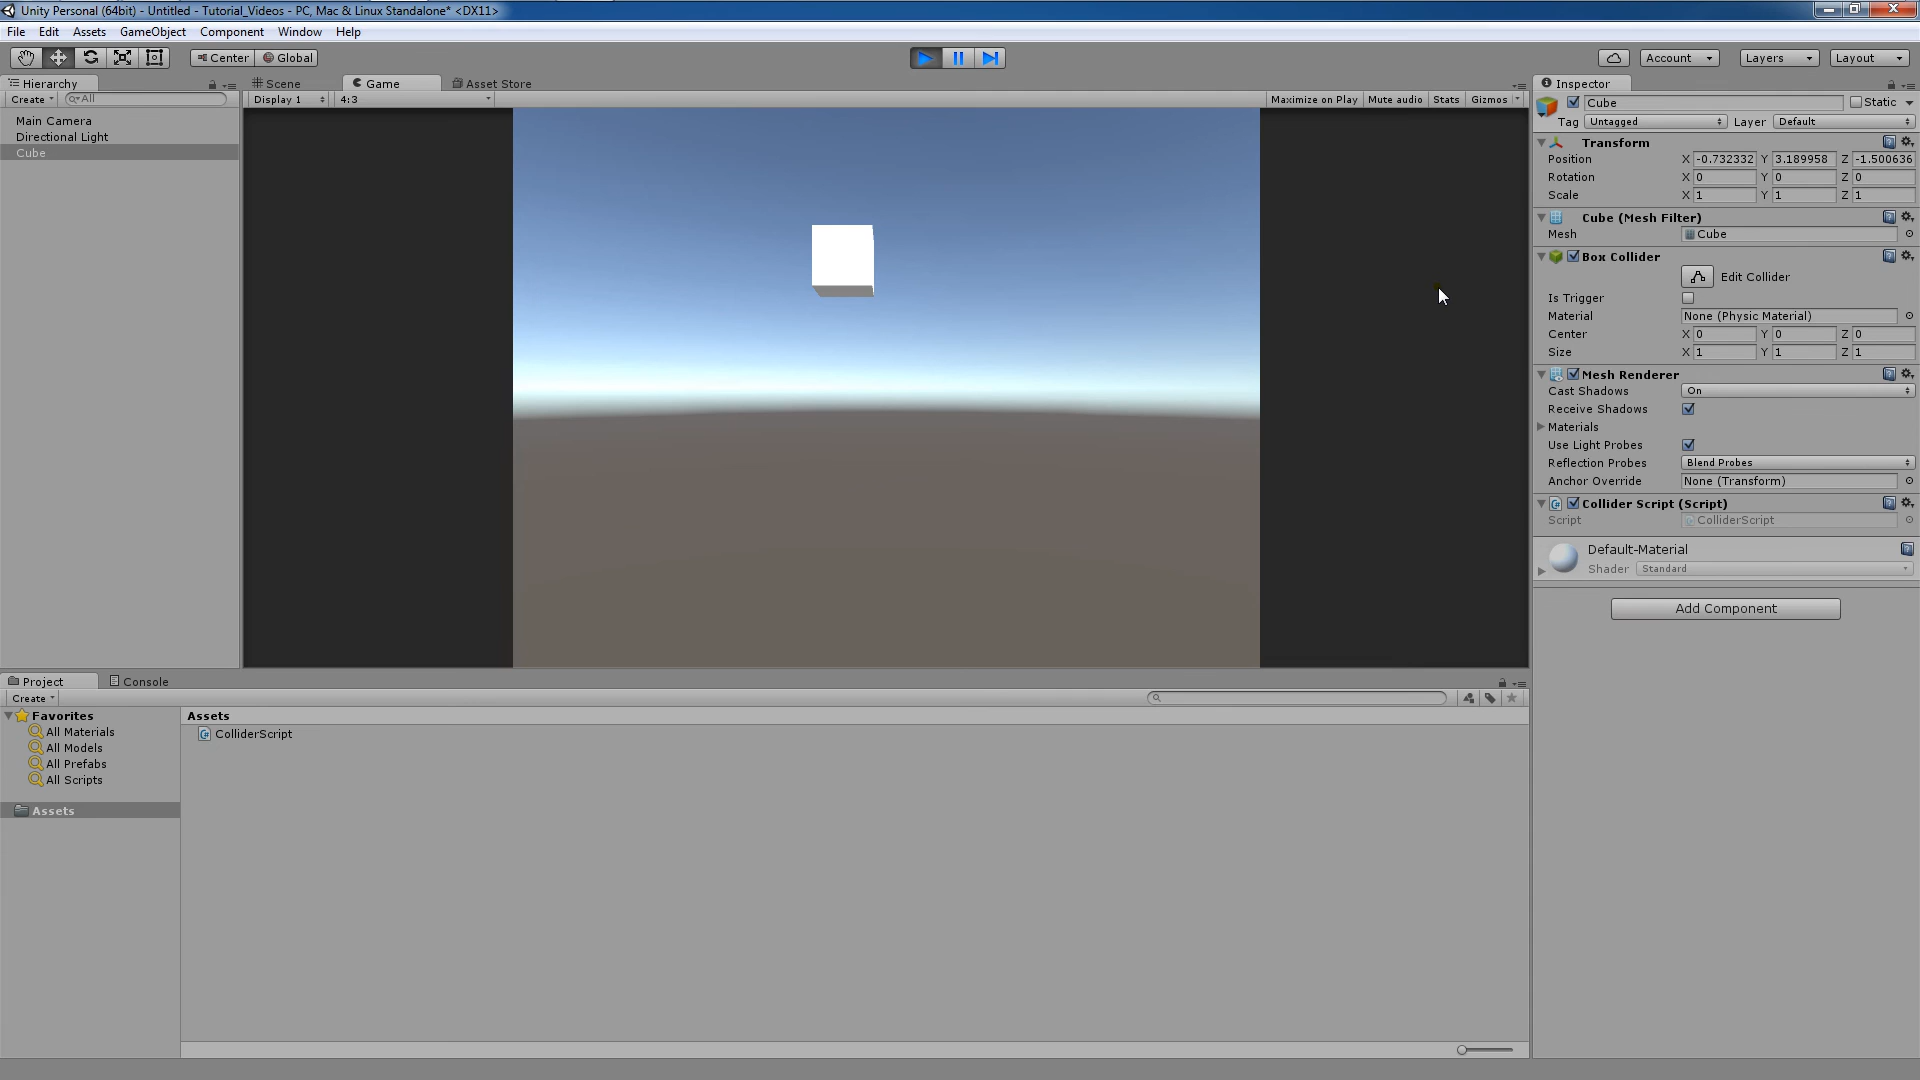 Unity Personal (64bit) - Untitled - Tutorial_Videos - PC, Mac & Linux Standalone* <DX11>
File Edit Assets GameObject Component Window Help
Center Global Account Layers Layout
Hierarchy
Create All
Main Camera
Directional Light
Cube
Scene Game Asset Store
Display 1 4:3 Maximize on Play Mute audio Stats Gizmos
Inspector
Cube Static
Tag Untagged Layer Default
Transform
Position X -0.732332 Y 3.189958 Z -1.500636
Rotation X 0 Y 0 Z 0
Scale X 1 Y 1 Z 1
Cube (Mesh Filter)
Mesh Cube
Box Collider
Edit Collider
Is Trigger
Material None (Physic Material)
Center X 0 Y 0 Z 0
Size X 1 Y 1 Z 1
Mesh Renderer
Cast Shadows On
Receive Shadows
Materials
Use Light Probes
Reflection Probes Blend Probes
Anchor Override None (Transform)
Collider Script (Script)
Script ColliderScript
Default-Material
Shader Standard
Add Component
Project Console
Create
Favorites
All Materials
All Models
All Prefabs
All Scripts
Assets
Assets
ColliderScript